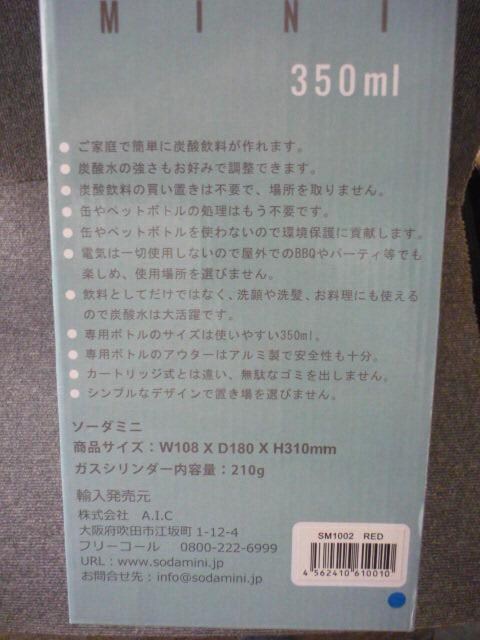 MINI
350ml
● ご家庭で簡単に炭酸飲料が作れます。
● 炭酸水の強さもお好みで調整できます。
● 炭酸飲料の買い置きは不要で、場所を取りません。
● 缶やペットボトルの処理はもう不要です。
● 缶やペットボトルを使わないので環境保護に貢献します。
● 電気は一切使用しないので屋外でのBBQやパーティ等でも
楽しめ、使用場所を選びません。
● 飲料としてだけではなく、洗顔や洗髪、お料理にも使える
ので炭酸水は大活躍です。
● 専用ボトルのサイズは使いやすい350ml。
● 専用ボトルのアウターはアルミ製で安全性も十分。
● カートリッジ式とは違い、無駄なゴミを出しません。
● シンプルなデザインで置き場を選びません。
ソーダミニ
商品サイズ：W108 X D180 X H310mm
ガスシリンダー内容量：210g
輸入発売元
株式会社 A.I.C
大阪府吹田市江坂町 1-12-4
フリーコール 0800-222-6999
URL：www.sodamini.jp
お問合せ先：info@sodamini.jp
SM1002 RED
4 562410 610010